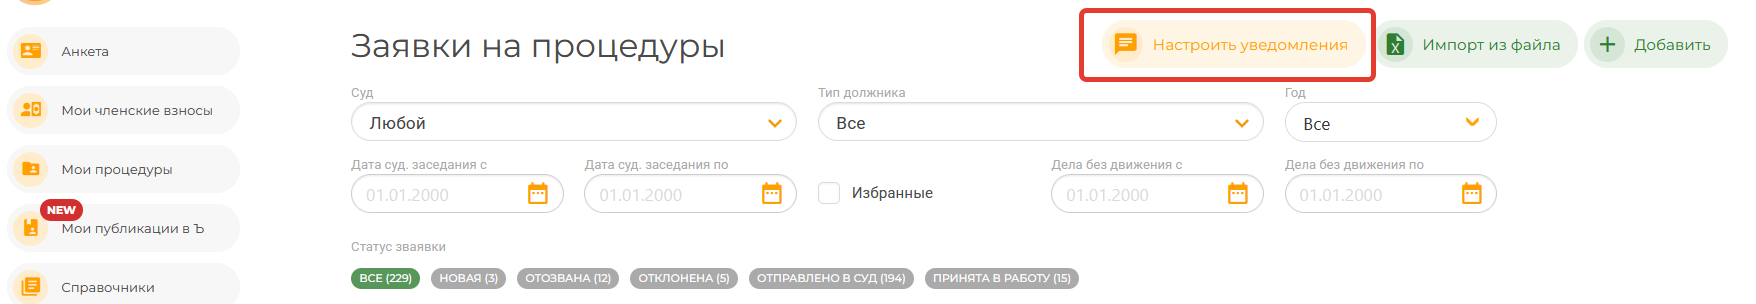 Анкета
Мои членские взносы
Мои процедуры
NEW
Мои публикации в Ъ
Справочники
Заявки на процедуры
Настроить уведомления
Импорт из файла
Добавить
Суд
Тип должника
Год
Любой
Все
Все
Дата суд. заседания с
Дата суд. заседания по
Дела без движения с
Дела без движения по
01.01.2000
01.01.2000
Избранные
01.01.2000
01.01.2000
Статус зваявки
ВСЕ (229)
НОВАЯ (3)
ОТОЗВАНА (12)
ОТКЛОНЕНА (5)
ОТПРАВЛЕНО В СУД (194)
ПРИНЯТА В РАБОТУ (15)